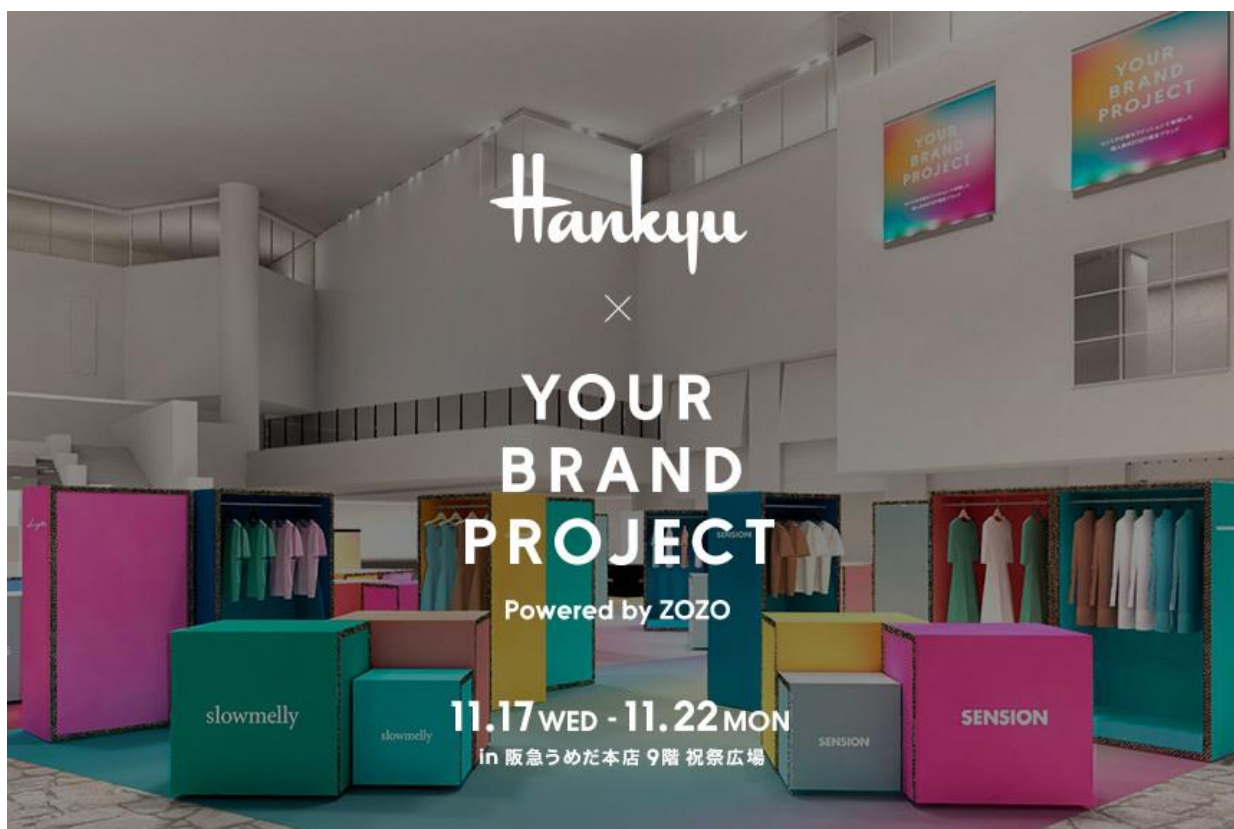 Hankyu
×
YOUR
BRAND
PROJECT
Powered by ZOZO
11.17 WED - 11.22 MON
in 阪急うめだ本店 9階 祝祭広場
YOUR
BRAND
PROJECT
YOUR
BRAND
PROJECT
SENSION
slowmelly
slowmelly
SENSION
SENSION